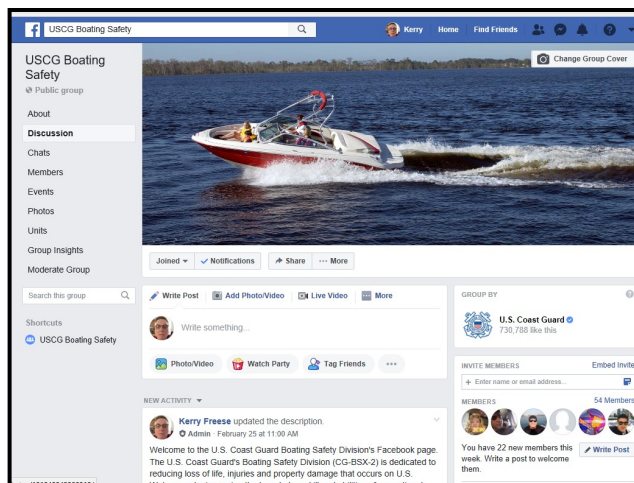 USCG Boating Safety
Kerry
Home
Find Friends
USCG Boating
Safety
Public group
About
Discussion
Chats
Members
Events
Photos
Units
Group Insights
Moderate Group
Search this group
Shortcuts
USCG Boating Safety
Change Group Cover
Joined
Notifications
Share
More
Write Post
Add Photo/Video
Live Video
More
Write something...
Photo/Video
Watch Party
Tag Friends
NEW ACTIVITY
Kerry Freese updated the description.
Admin · February 25 at 11:00 AM
Welcome to the U.S. Coast Guard Boating Safety Division's Facebook page.
The U.S. Coast Guard's Boating Safety Division (CG-BSX-2) is dedicated to
reducing loss of life, injuries and property damage that occurs on U.S.
GROUP BY
U.S. Coast Guard
730,788 like this
INVITE MEMBERS
Embed Invite
+ Enter name or email address...
MEMBERS
54 Members
You have 22 new members this
week. Write a post to welcome
them.
Write Post